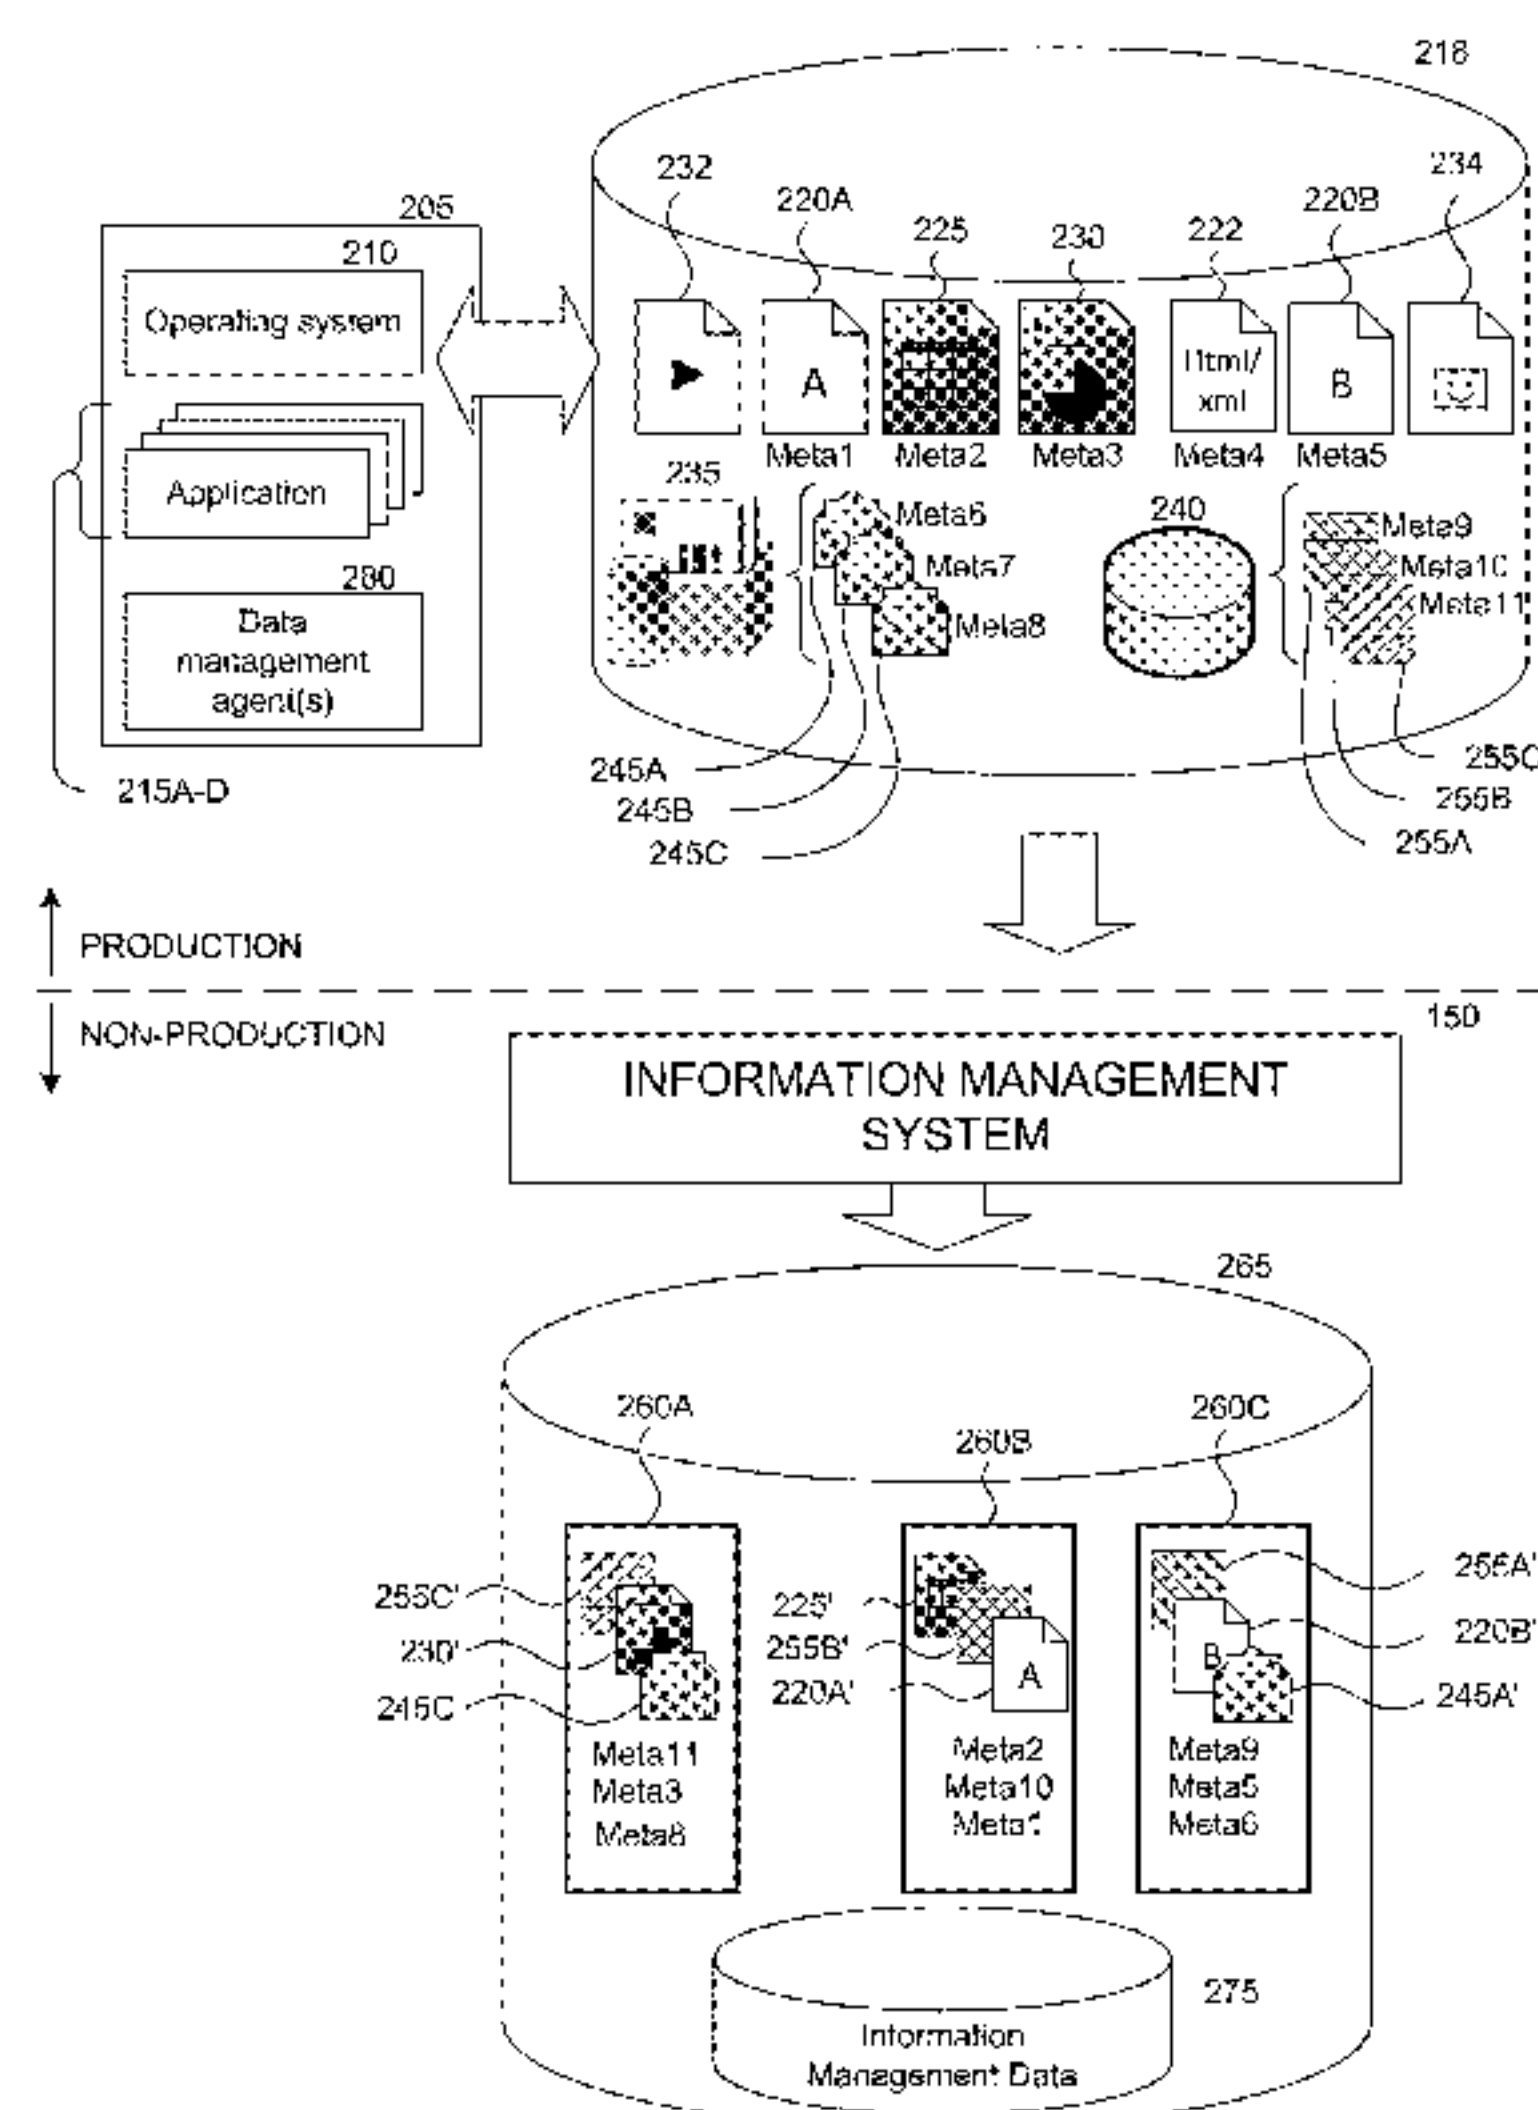 218
232
220A
225
230
222
220B
234
205
210
Operating system
Application
280
Data
management
agent(s)
215A-D
A
Html/
xml
B
Meta1
Meta2
Meta3
Meta4
Meta5
235
Meta6
Meta7
Meta8
240
Meta9
Meta10
Meta11
245A
245B
245C
255C
255B
255A
PRODUCTION
NON-PRODUCTION
150
INFORMATION MANAGEMENT
SYSTEM
265
260A
260B
260C
255C'
230'
245C
225'
255B'
220A'
A
B
255A'
220B'
245A'
Meta11
Meta3
Meta8
Meta2
Meta10
Meta1
Meta9
Meta5
Meta6
275
Information
Management Data